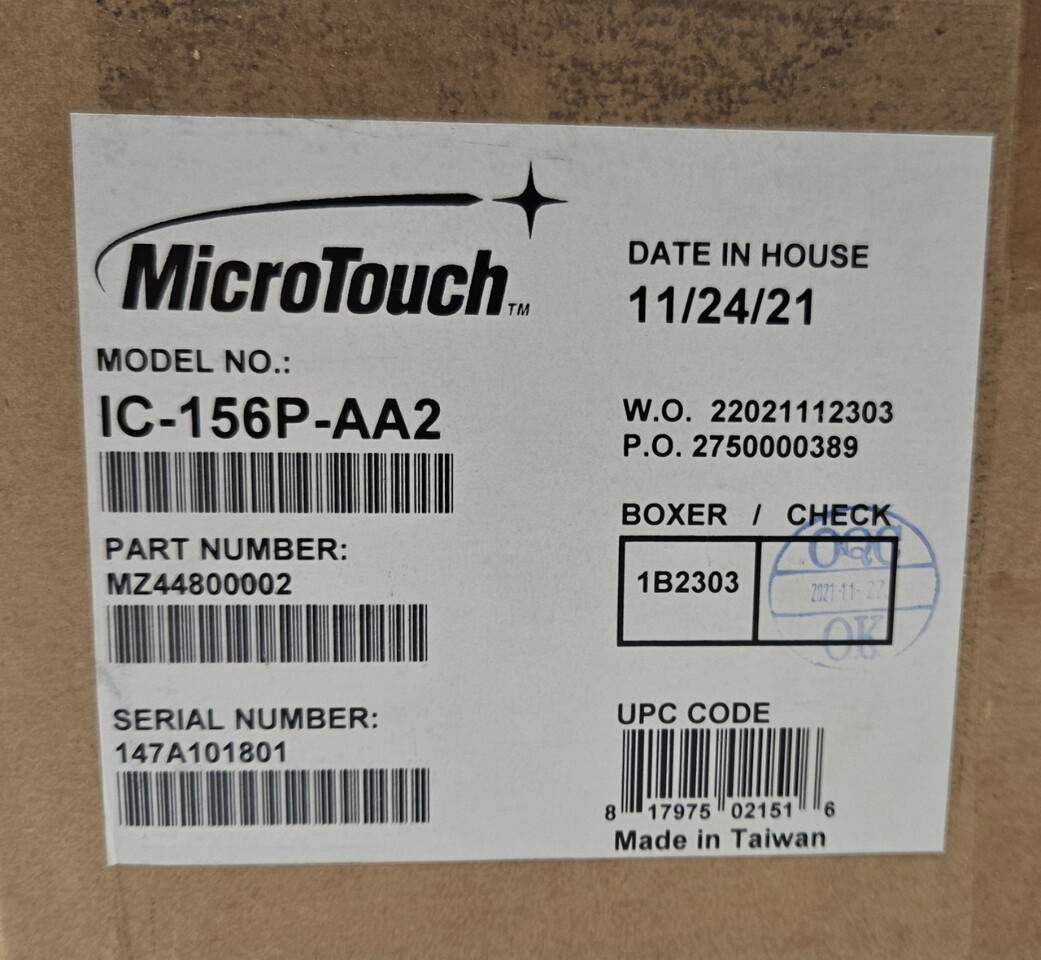 MicroTouch™
MODEL NO.:
IC-156P-AA2
PART NUMBER:
MZ44800002
SERIAL NUMBER:
147A101801
DATE IN HOUSE
11/24/21
W.O. 22021112303
P.O. 2750000389
BOXER / CHECK
1B2303
OQC
2021-11-
OK
UPC CODE
8 17975 02151 6
Made in Taiwan